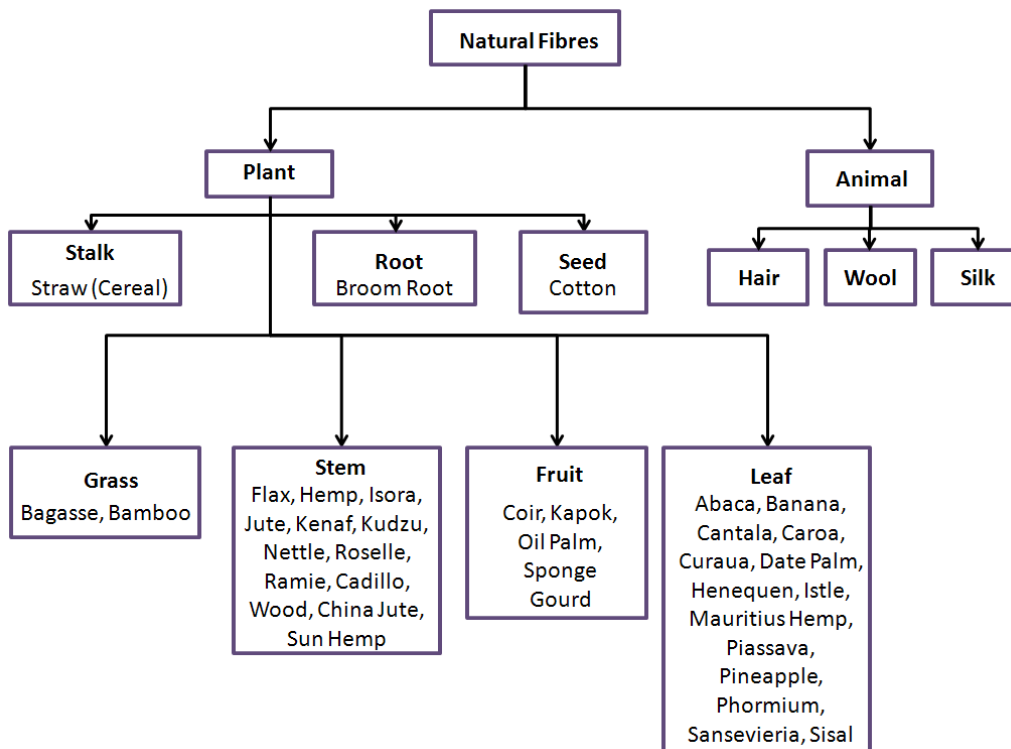 Natural Fibres
Plant
Animal
Stalk
Straw (Cereal)
Root
Broom Root
Seed
Cotton
Hair
Wool
Silk
Grass
Bagasse, Bamboo
Stem
Flax, Hemp, Isora,
Jute, Kenaf, Kudzu,
Nettle, Roselle,
Ramie, Cadillo,
Wood, China Jute,
Sun Hemp
Fruit
Coir, Kapok,
Oil Palm,
Sponge
Gourd
Leaf
Abaca, Banana,
Cantala, Caroa,
Curaua, Date Palm,
Henequen, Istle,
Mauritius Hemp,
Piassava,
Pineapple,
Phormium,
Sansevieria, Sisal